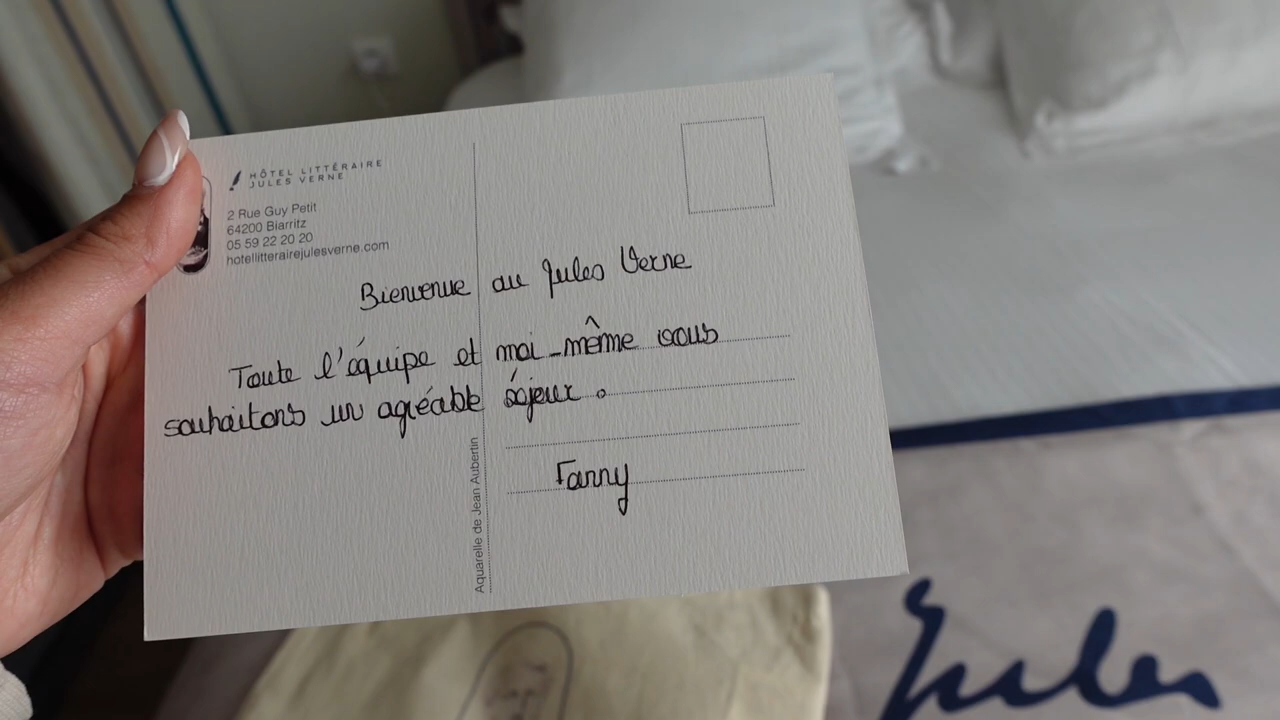 HÔTEL LITTÉRAIRE
JULES VERNE
2 Rue Guy Petit
64200 Biarritz
05 59 22 20 20
hotellitterairejulesverne.com
Bienvenue au Jules Verne
Toute l'équipe et moi-même vous
souhaitons un agréable séjour.
Fanny
Aquarelle de Jean Aubertin
Jules